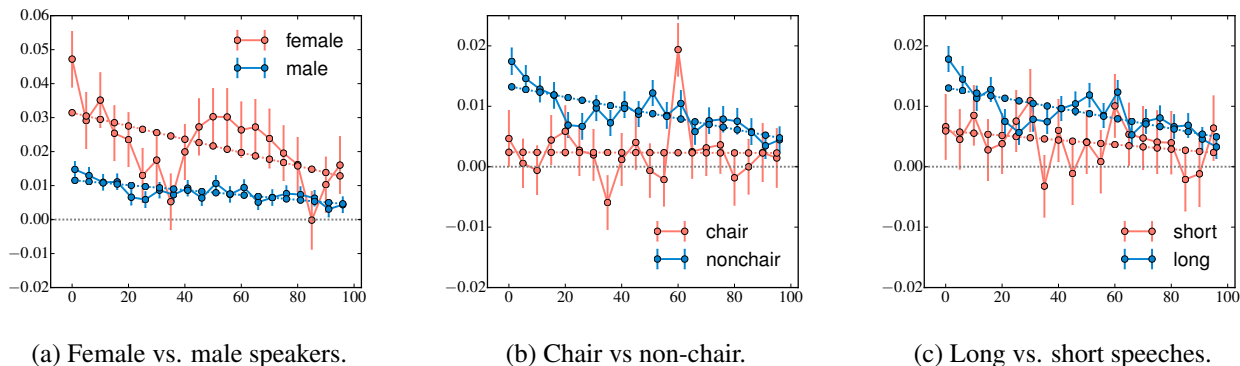 0.06
0.05
0.04
0.03
0.02
0.01
0.00
−0.01
−0.02
0 20 40 60 80 100
female
male
(a) Female vs. male speakers.
0.02
0.01
0.00
−0.01
−0.02
0 20 40 60 80 100
chair
nonchair
(b) Chair vs non-chair.
0.02
0.01
0.00
−0.01
−0.02
0 20 40 60 80 100
short
long
(c) Long vs. short speeches.